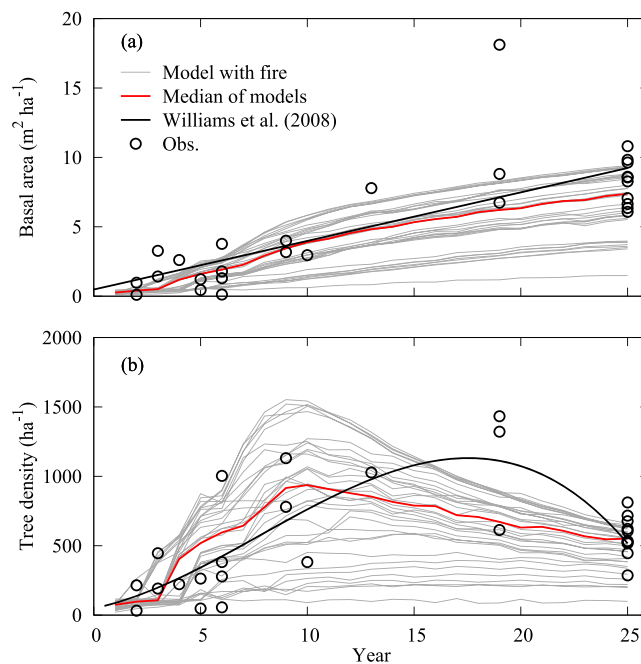 (a)
Model with fire
Median of models
Williams et al. (2008)
Obs.
Basal area (m² ha⁻¹)
20
15
10
5
0
(b)
Tree density (ha⁻¹)
2000
1500
1000
500
0
0 5 10 15 20 25
Year